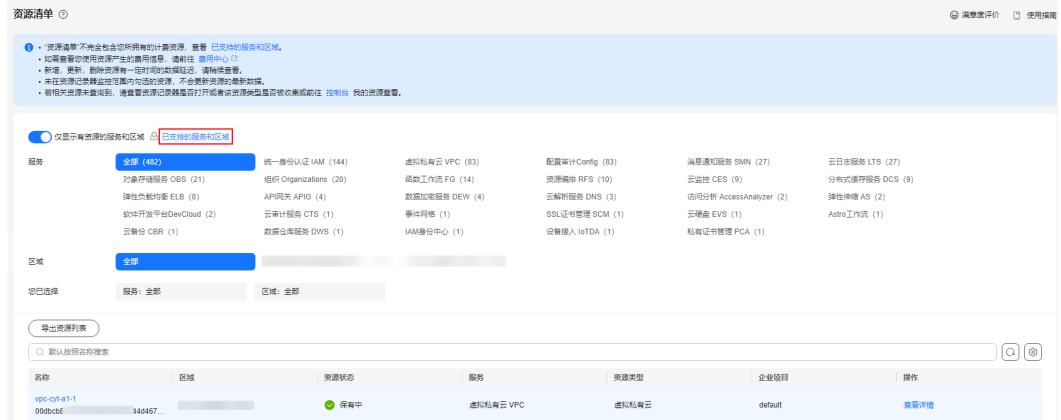 资源清单
满意度评价 使用指南
• “资源清单”不完全包含您所拥有的计费资源，查看 已支持的服务和区域。
• 如需查看您使用资源产生的费用信息，请前往 费用中心
• 新增，更新，删除资源有一定时间的数据延迟，请稍候查看。
• 未在资源记录器监控范围内勾选的资源，不会更新资源的最新数据。
• 若相关资源未查询到，请查看资源记录器是否打开或者该资源类型是否被收集或前往 控制台 我的资源查看。
仅显示有资源的服务和区域 已支持的服务和区域
服务 全部（482） 统一身份认证 IAM（144） 虚拟私有云 VPC（83） 配置审计Config（83） 消息通知服务 SMN（27） 云日志服务 LTS（27）
对象存储服务 OBS（21） 组织 Organizations（20） 函数工作流 FG（14） 资源编排 RFS（10） 云监控 CES（9） 分布式缓存服务 DCS（9）
弹性负载均衡 ELB（8） API网关 APIG（4） 数据加密服务 DEW（4） 云解析服务 DNS（3） 访问分析 AccessAnalyzer（2） 弹性伸缩 AS（2）
软件开发平台DevCloud（2） 云审计服务 CTS（1） 事件网格（1） SSL证书管理 SCM（1） 云硬盘 EVS（1） Astro工作流（1）
云备份 CBR（1） 数据仓库服务 DWS（1） IAM身份中心（1） 设备接入 IoTDA（1） 私有证书管理 PCA（1）
区域 全部
您已选择 服务：全部 区域：全部
导出资源列表
默认按照名称搜索
名称 区域 资源状态 服务 资源类型 企业项目 操作
vpc-cyt-a1-1
保有中 虚拟私有云 VPC 虚拟私有云 default 查看详情